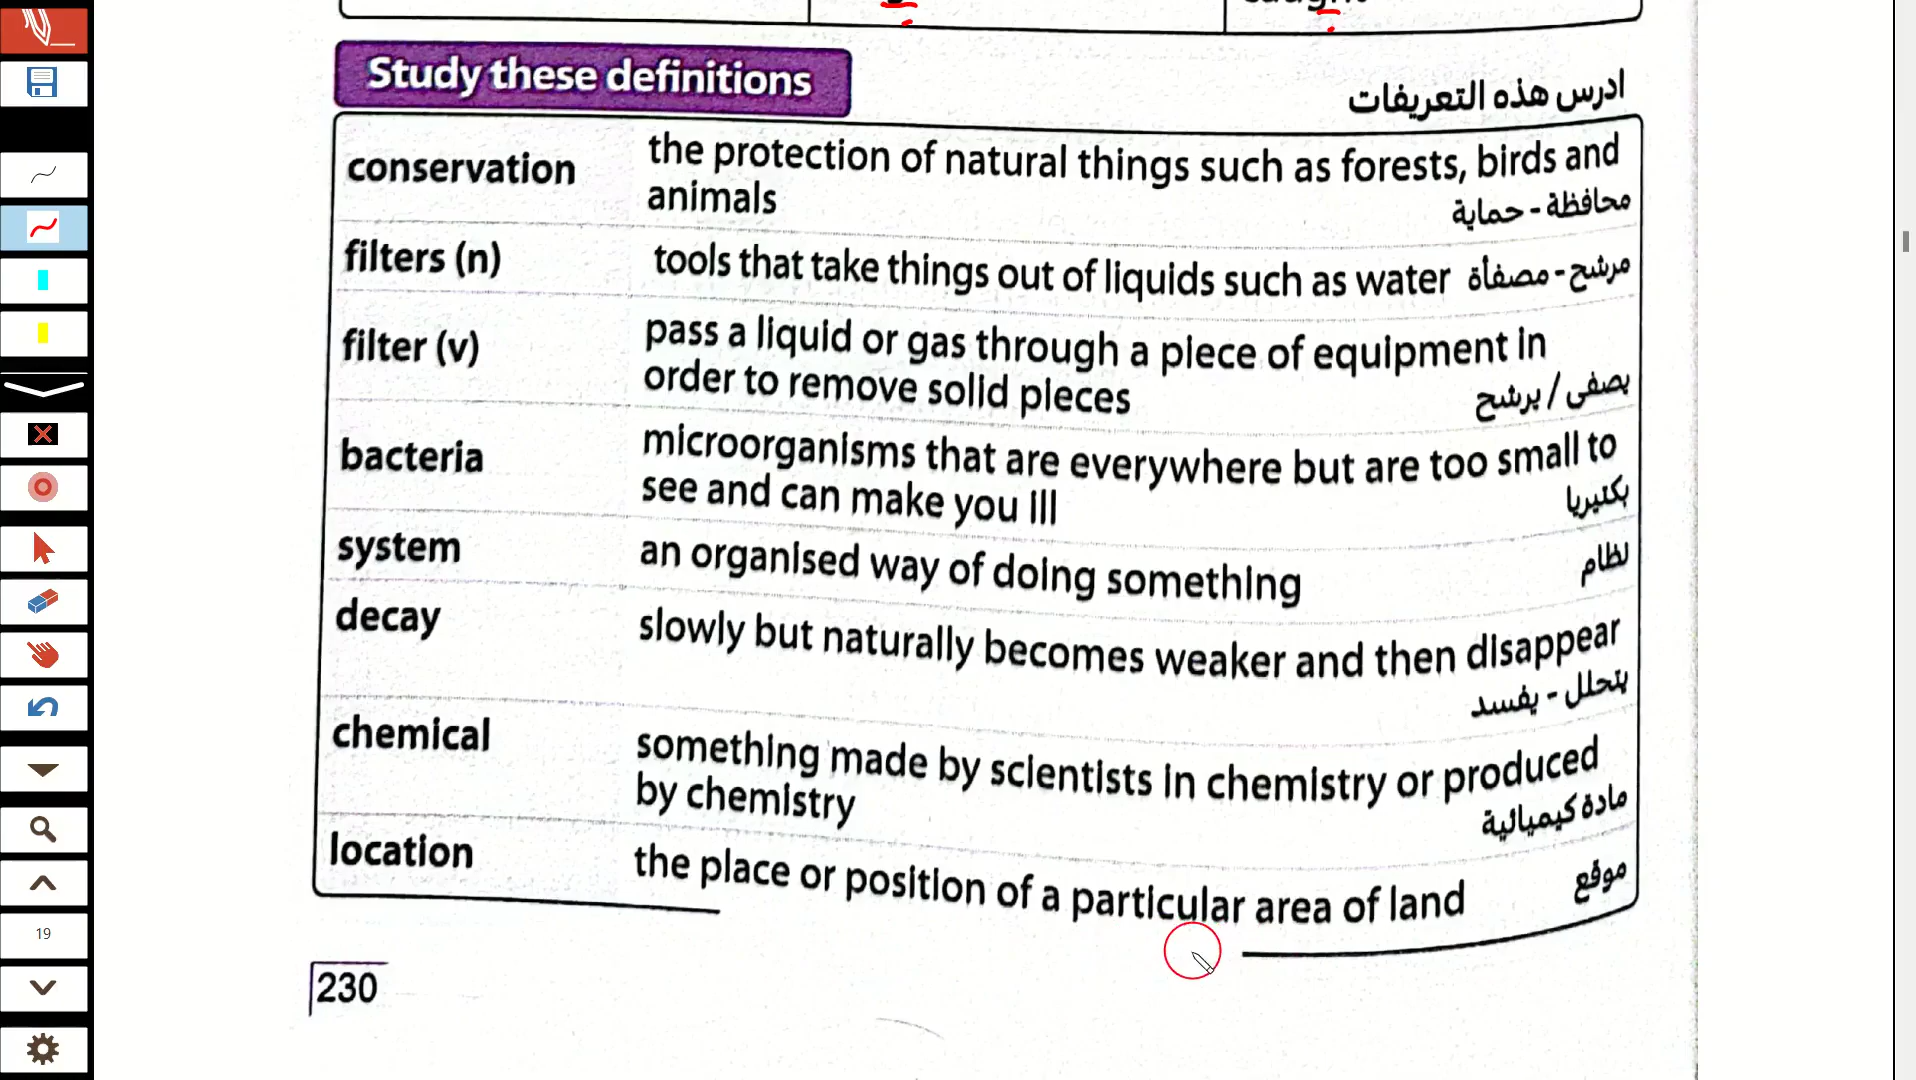 Study these definitions
ادرس هذه التعريفات
conservation
the protection of natural things such as forests, birds and
animals
محافظة - حماية
filters (n)
tools that take things out of liquids such as water
مرشح - مصفأة
filter (v)
pass a liquid or gas through a piece of equipment in
order to remove solid pieces
يصفى / يرشح
bacteria
microorganisms that are everywhere but are too small to
see and can make you ill
بكتيريا
system
an organised way of doing something
نظام
decay
slowly but naturally becomes weaker and then disappear
يتحلل - يفسد
chemical
something made by scientists in chemistry or produced
by chemistry
مادة كيميائية
location
the place or position of a particular area of land
موقع
230
19